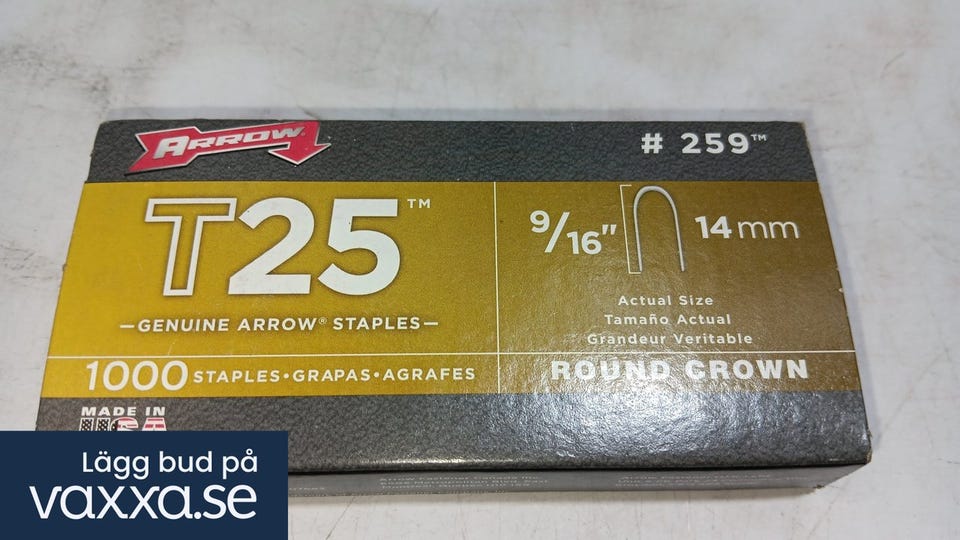 ARROW®
# 259™
T25™
GENUINE ARROW® STAPLES
1000 STAPLES•GRAPAS•AGRAFES
9/16" 14mm
Actual Size
Tamaño Actual
Grandeur Veritable
ROUND CROWN
MADE IN
USA
Lägg bud på
vaxxa.se